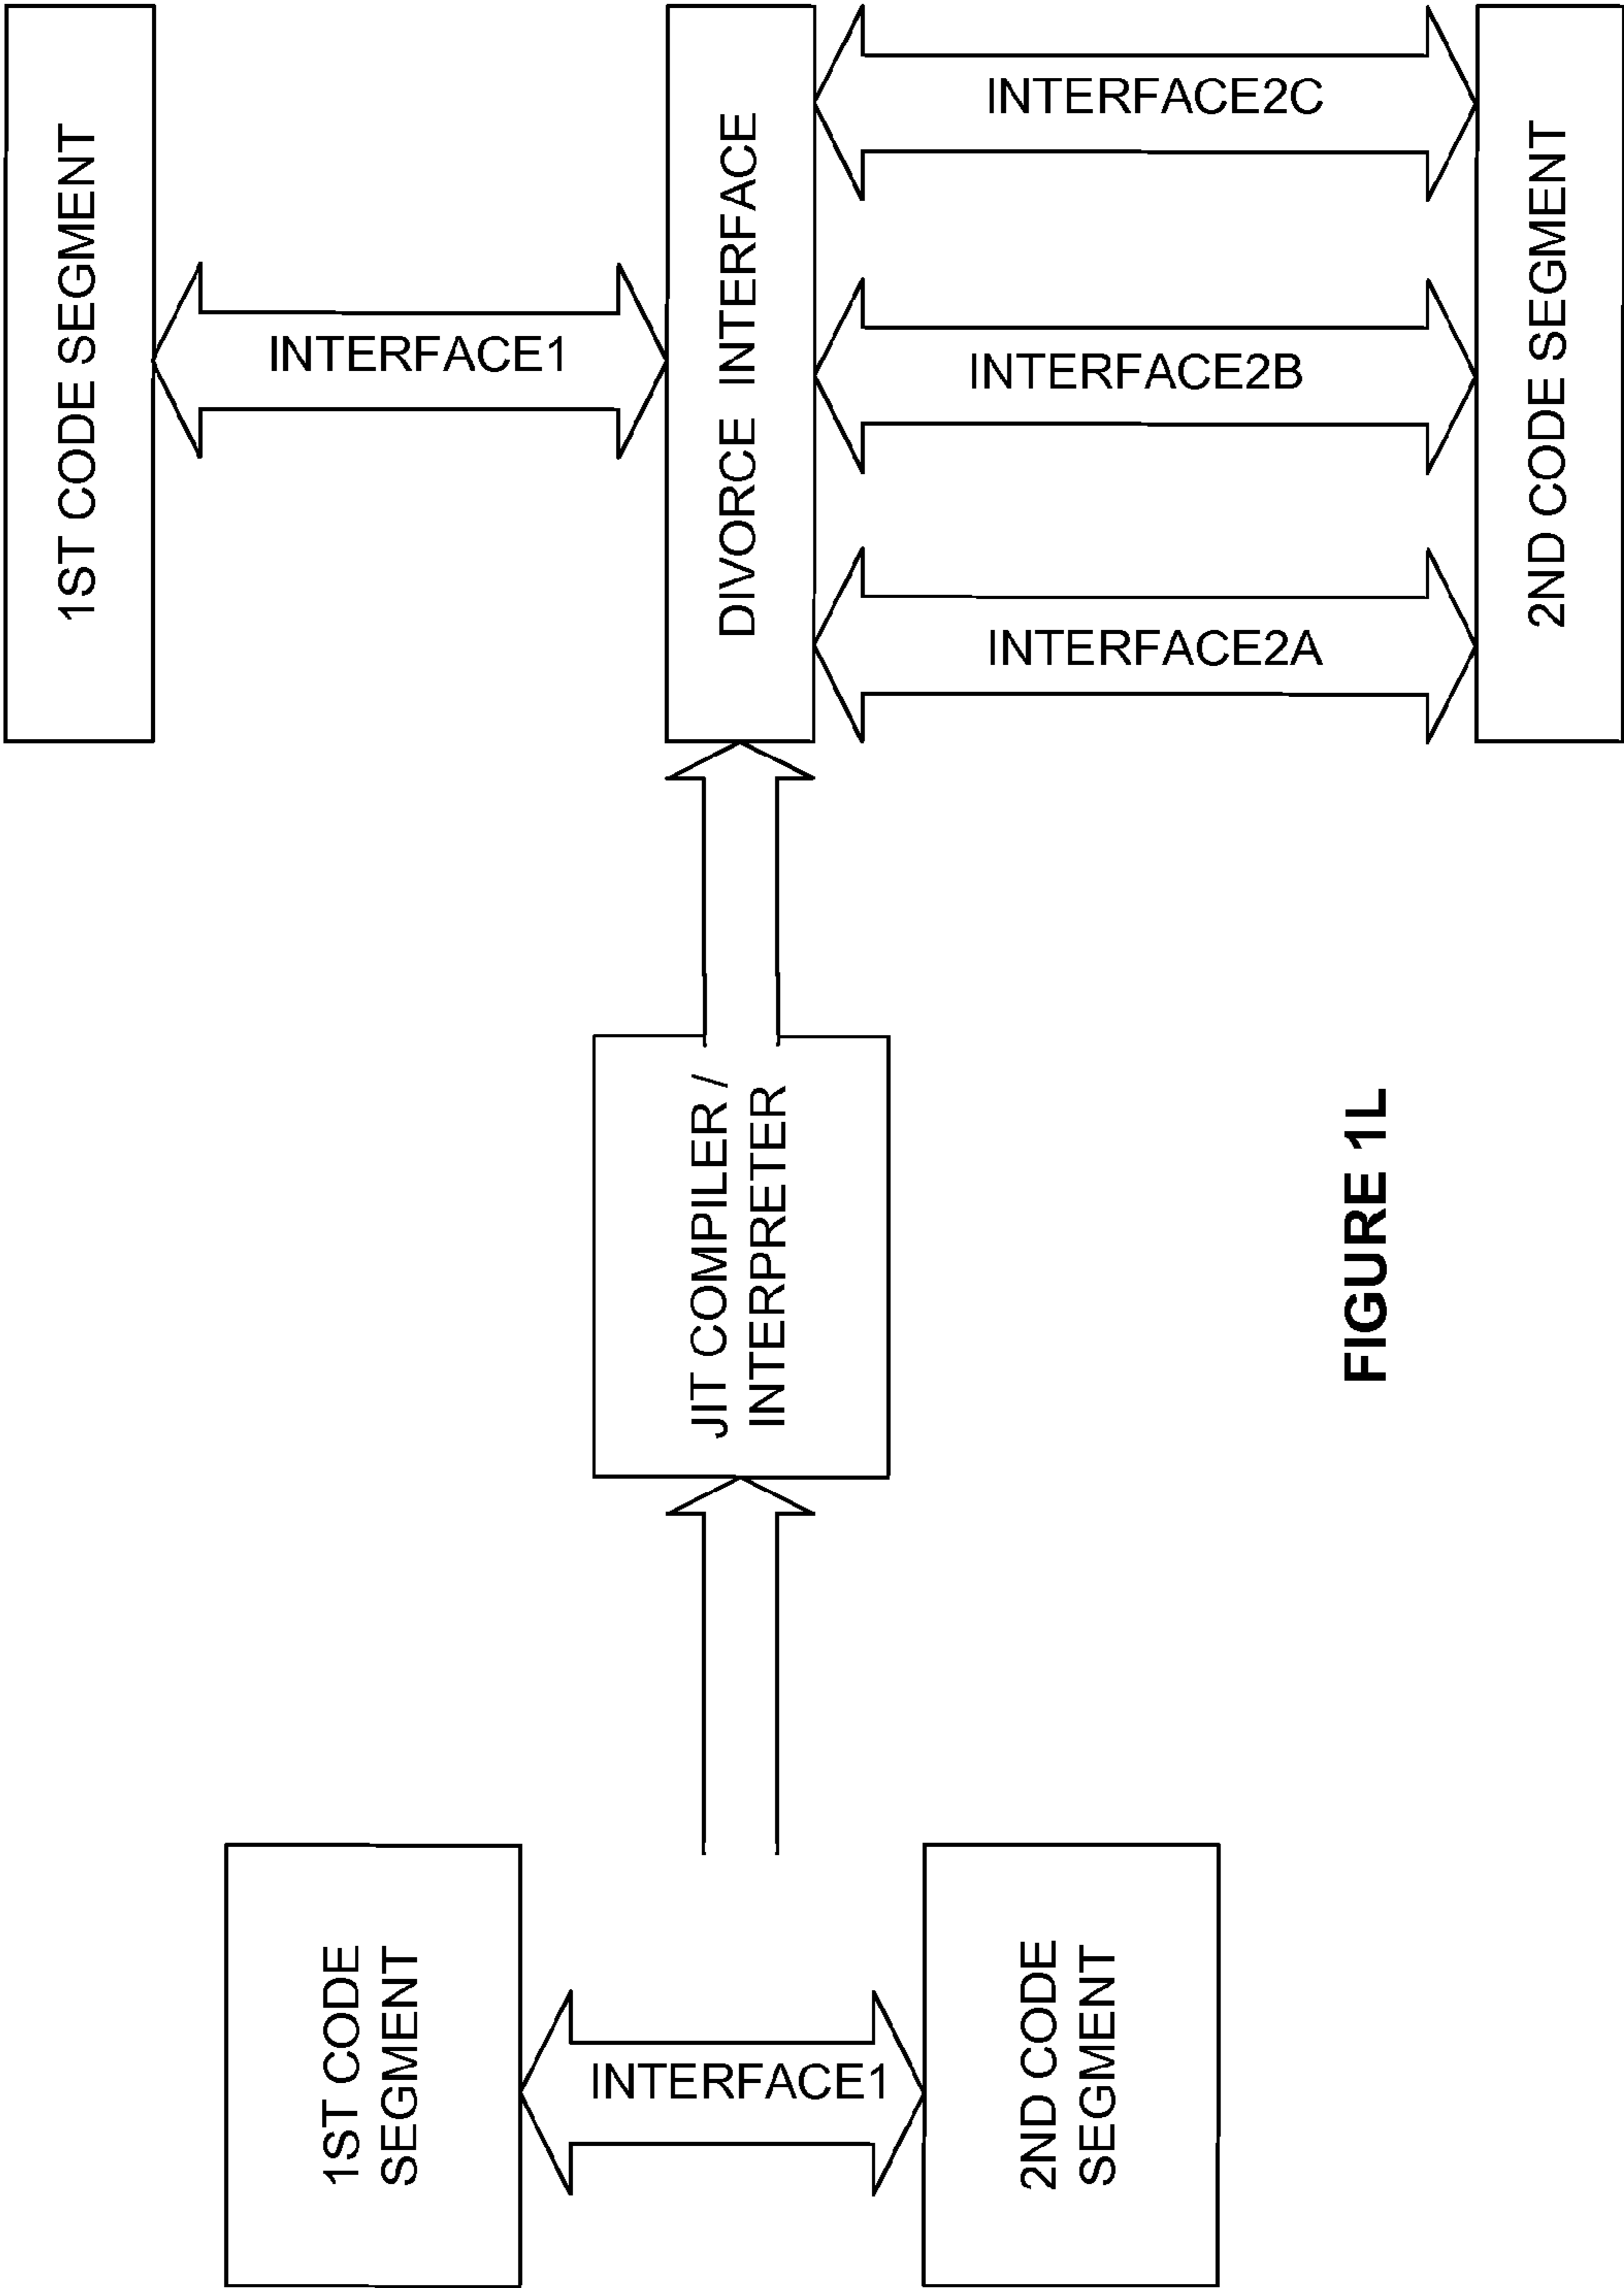 1ST CODE SEGMENT
INTERFACE1
DIVORCE INTERFACE
INTERFACE2A
INTERFACE2B
INTERFACE2C
2ND CODE SEGMENT
JIT COMPILER /
INTERPRETER
1ST CODE
SEGMENT
INTERFACE1
2ND CODE
SEGMENT
FIGURE 1L